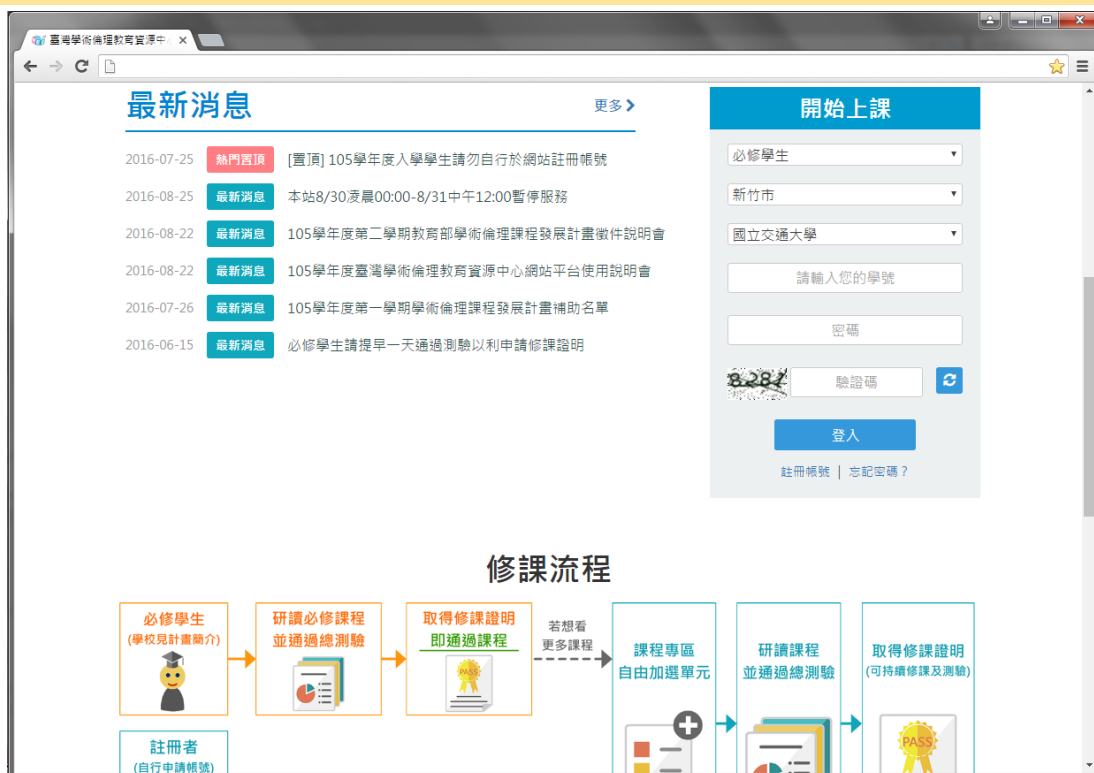 臺灣學術倫理教育資源中
最新消息
更多
2016-07-25 熱門置頂 [置頂] 105學年度入學學生請勿自行於網站註冊帳號
2016-08-25 最新消息 本站8/30凌晨00:00-8/31中午12:00暫停服務
2016-08-22 最新消息 105學年度第二學期教育部學術倫理課程發展計畫徵件說明會
2016-08-22 最新消息 105學年度臺灣學術倫理教育資源中心網站平台使用說明會
2016-07-26 最新消息 105學年度第一學期學術倫理課程發展計畫補助名單
2016-06-15 最新消息 必修學生請提早一天通過測驗以利申請修課證明
開始上課
必修學生
新竹市
國立交通大學
請輸入您的學號
密碼
8281 驗證碼
登入
註冊帳號 | 忘記密碼？
修課流程
必修學生
(學校見計畫簡介)
研讀必修課程
並通過總測驗
取得修課證明
即通過課程
PASS
若想看
更多課程
課程專區
自由加選單元
研讀課程
並通過總測驗
取得修課證明
(可持續修課及測驗)
PASS
註冊者
(自行申請帳號)